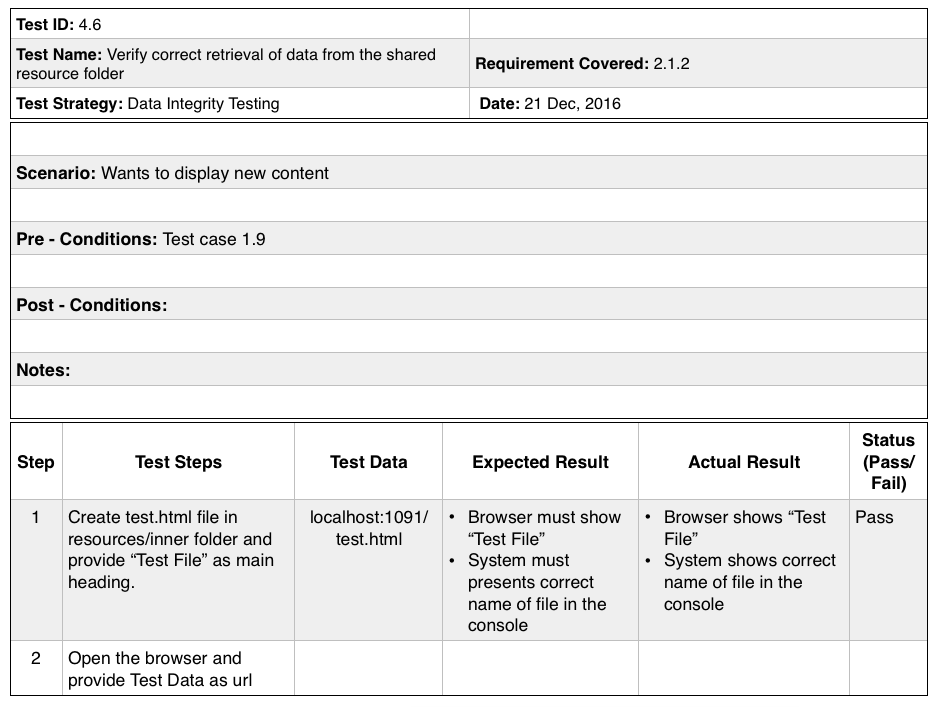 Test ID: 4.6
Test Name: Verify correct retrieval of data from the shared
resource folder
Requirement Covered: 2.1.2
Test Strategy: Data Integrity Testing
Date: 21 Dec, 2016
Scenario: Wants to display new content
Pre - Conditions: Test case 1.9
Post - Conditions:
Notes:
Step
Test Steps
Test Data
Expected Result
Actual Result
Status
(Pass/
Fail)
1
Create test.html file in
resources/inner folder and
provide “Test File” as main
heading.
localhost:1091/
test.html
• Browser must show
“Test File”
• System must
presents correct
name of file in the
console
• Browser shows “Test
File”
• System shows correct
name of file in the
console
Pass
2
Open the browser and
provide Test Data as url